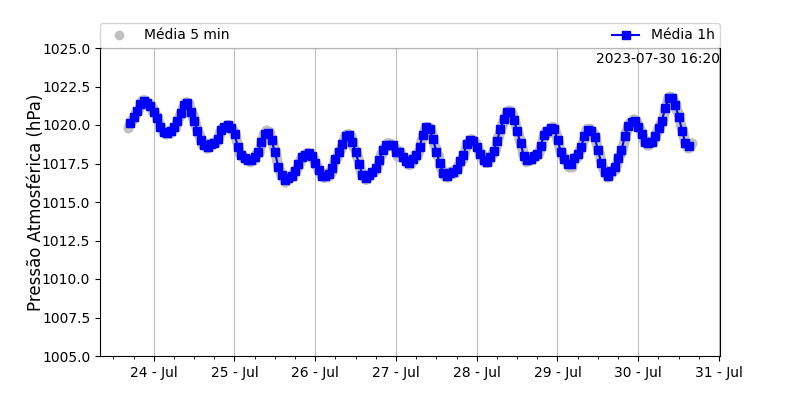 Média 5 min
Média 1h
2023-07-30 16:20
Pressão Atmosférica (hPa)
1025.0
1022.5
1020.0
1017.5
1015.0
1012.5
1010.0
1007.5
1005.0
24 - Jul
25 - Jul
26 - Jul
27 - Jul
28 - Jul
29 - Jul
30 - Jul
31 - Jul